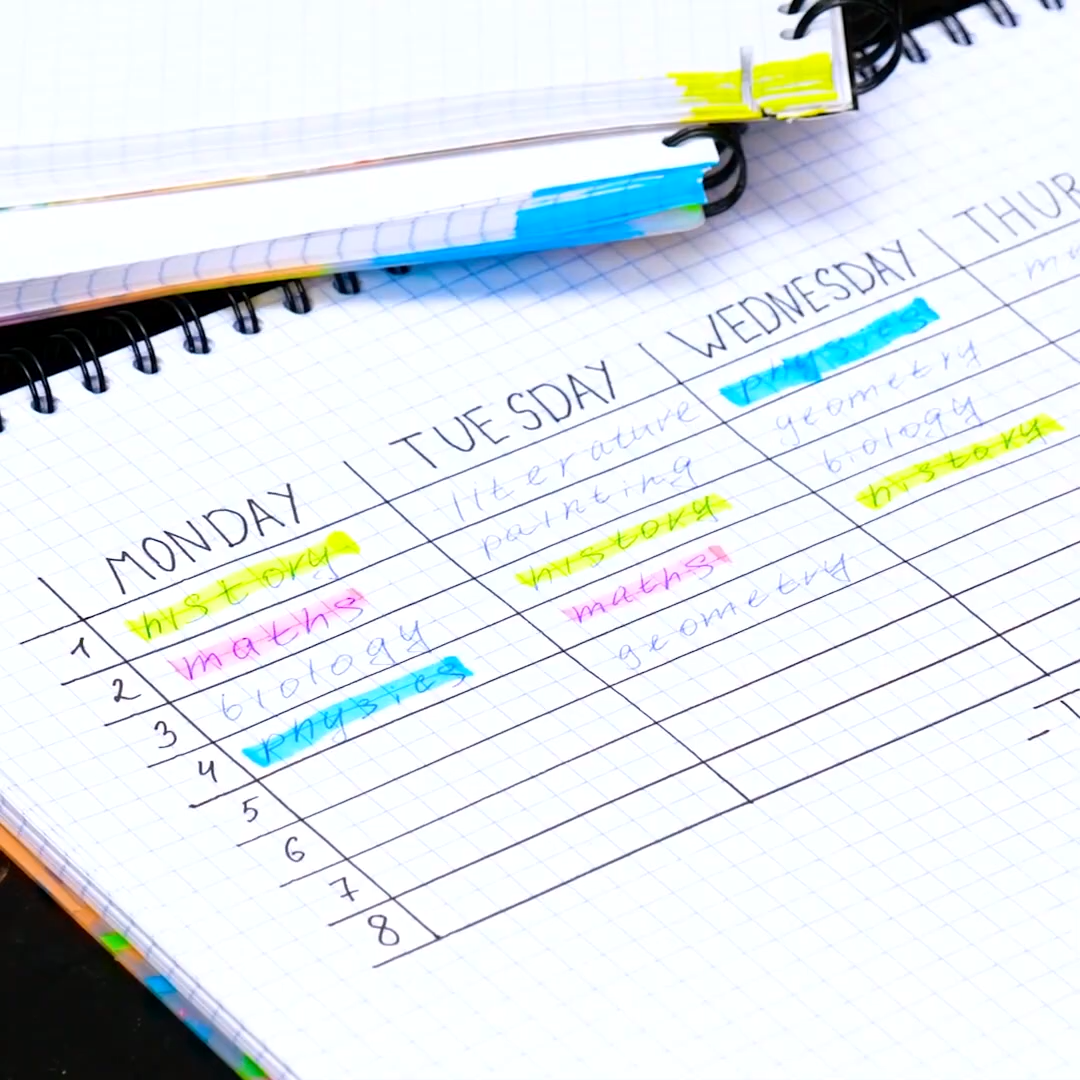 MONDAY TUESDAY WEDNESDAY THUR
1 history literature physics
2 maths painting geometry
3 biology history biology
4 physics maths history
5 geometry
6
7
8